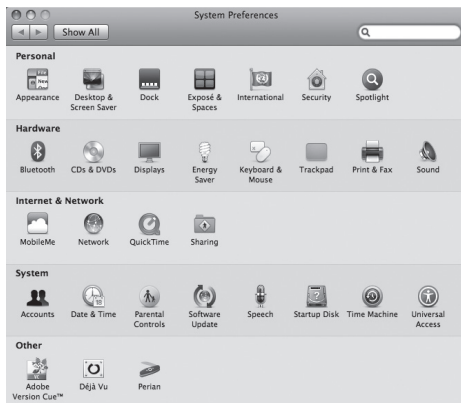 System Preferences
Show All
Personal
Appearance
Desktop &
Screen Saver
Dock
Exposé &
Spaces
International
Security
Spotlight
Hardware
Bluetooth
CDs & DVDs
Displays
Energy
Saver
Keyboard &
Mouse
Trackpad
Print & Fax
Sound
Internet & Network
MobileMe
Network
QuickTime
Sharing
System
Accounts
Date & Time
Parental
Controls
Software
Update
Speech
Startup Disk
Time Machine
Universal
Access
Other
Adobe
Version Cue™
Déjà Vu
Perian